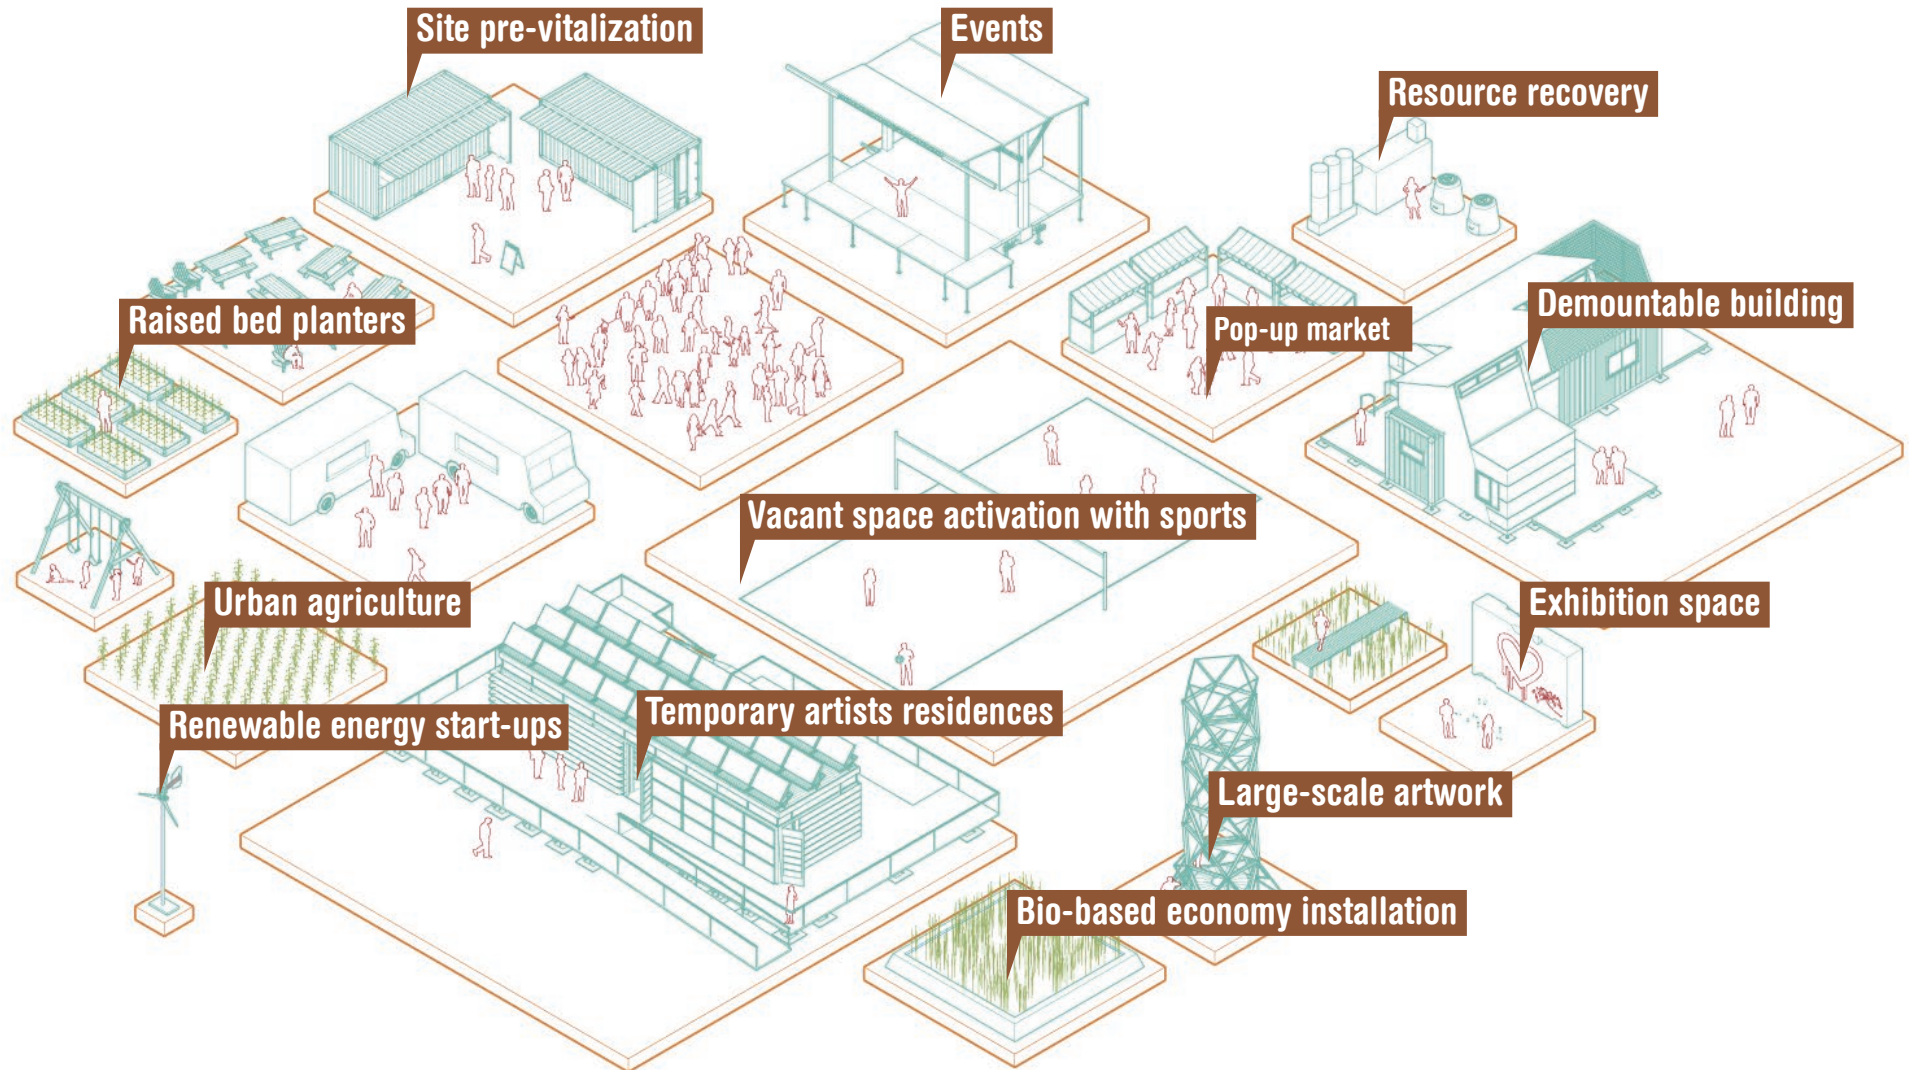 Site pre-vitalization
Events
Resource recovery
Raised bed planters
Pop-up market
Demountable building
Vacant space activation with sports
Urban agriculture
Exhibition space
Renewable energy start-ups
Temporary artists residences
Large-scale artwork
Bio-based economy installation